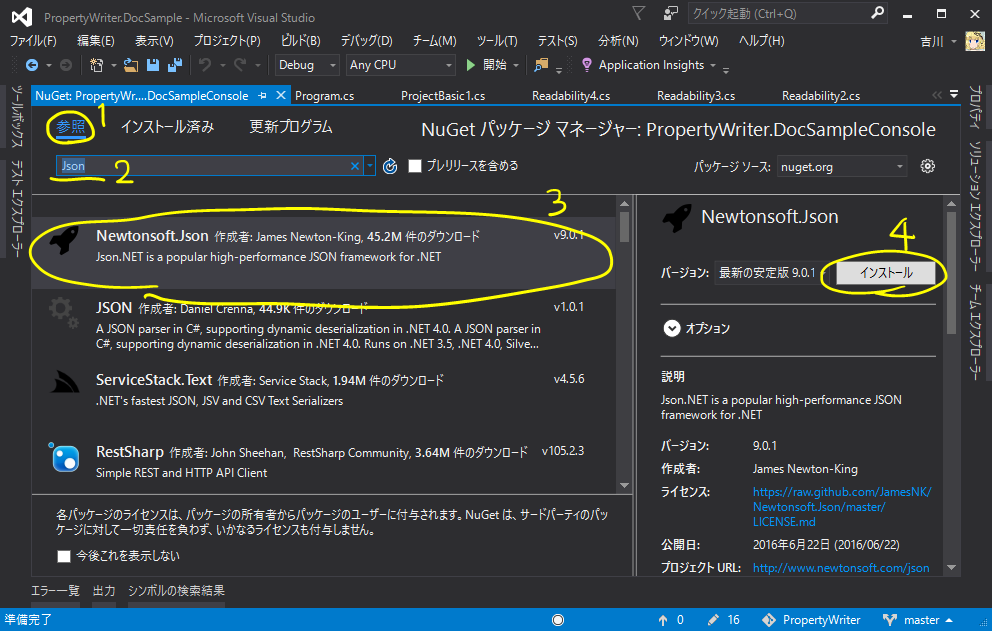 PropertyWriter.DocSample - Microsoft Visual Studio
クイック起動 (Ctrl+Q)
ファイル(F) 編集(E) 表示(V) プロジェクト(P) ビルド(B) デバッグ(D) チーム(M) ツール(T) テスト(S) 分析(N) ウィンドウ(W) ヘルプ(H) 吉川
Debug Any CPU 開始 Application Insights
NuGet: PropertyWr....DocSampleConsole Program.cs ProjectBasic1.cs Readability4.cs Readability3.cs Readability2.cs
ツールボックス
テスト エクスプローラー
1
参照 インストール済み 更新プログラム
NuGet パッケージ マネージャー: PropertyWriter.DocSampleConsole
Json
2
プレリリースを含める
パッケージ ソース: nuget.org
3
Newtonsoft.Json 作成者: James Newton-King, 45.2M 件のダウンロード v9.0.1
Json.NET is a popular high-performance JSON framework for .NET
JSON 作成者: Daniel Crenna, 44.9K 件のダウンロード v1.0.1
A JSON parser in C#, supporting dynamic deserialization in .NET 4.0. A JSON parser in
C#, supporting dynamic deserialization in .NET 4.0. Runs on .NET 3.5, .NET 4.0, Silve...
ServiceStack.Text 作成者: Service Stack, 1.94M 件のダウンロード v4.5.6
.NET's fastest JSON, JSV and CSV Text Serializers
RestSharp 作成者: John Sheehan, RestSharp Community, 3.64M 件のダウンロード v105.2.3
Simple REST and HTTP API Client
各パッケージのライセンスは、パッケージの所有者からパッケージのユーザーに付与されます。NuGet は、サードパーティのパッ
ケージに対して一切責任を負わず、いかなるライセンスも付与しません。
今後これを表示しない
Newtonsoft.Json
4
バージョン: 最新の安定版 9.0.1 インストール
オプション
説明
Json.NET is a popular high-performance JSON
framework for .NET
バージョン: 9.0.1
作成者: James Newton-King
ライセンス: https://raw.github.com/JamesNK/
Newtonsoft.Json/master/
LICENSE.md
公開日: 2016年6月22日 (2016/06/22)
プロジェクト URL: http://www.newtonsoft.com/json
プロパティ
ソリューション エクスプローラー
チーム エクスプローラー
エラー一覧 出力 シンボルの検索結果
準備完了 0 16 PropertyWriter master